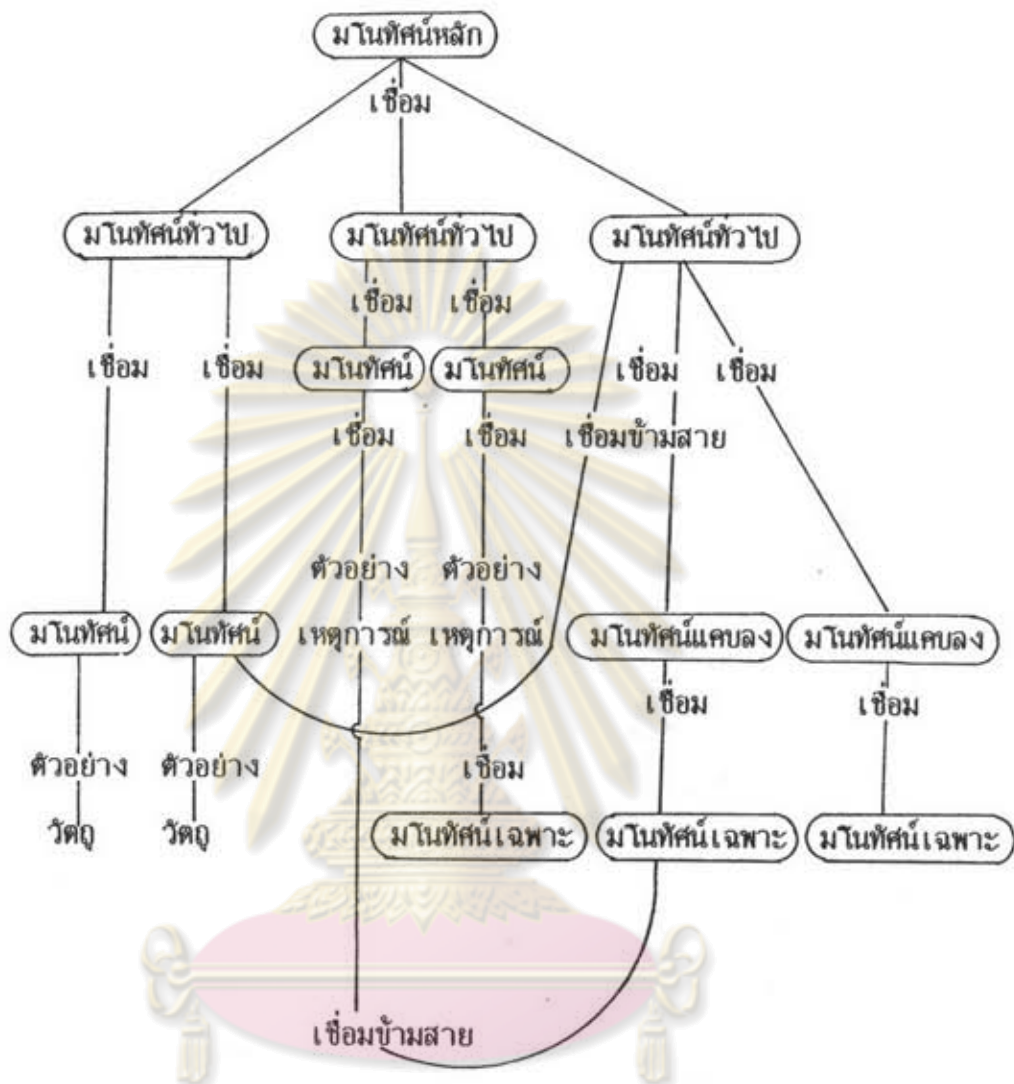 มโนทัศน์หลัก
เชื่อม
มโนทัศน์ทั่วไป มโนทัศน์ทั่วไป มโนทัศน์ทั่วไป
เชื่อม เชื่อม
เชื่อม เชื่อม มโนทัศน์ มโนทัศน์ เชื่อม เชื่อม
เชื่อม เชื่อม เชื่อมข้ามสาย
ตัวอย่าง ตัวอย่าง
มโนทัศน์ มโนทัศน์ เหตุการณ์ เหตุการณ์ มโนทัศน์แคบลง มโนทัศน์แคบลง
เชื่อม เชื่อม
ตัวอย่าง ตัวอย่าง เชื่อม
วัตถุ วัตถุ มโนทัศน์เฉพาะ มโนทัศน์เฉพาะ มโนทัศน์เฉพาะ
เชื่อมข้ามสาย